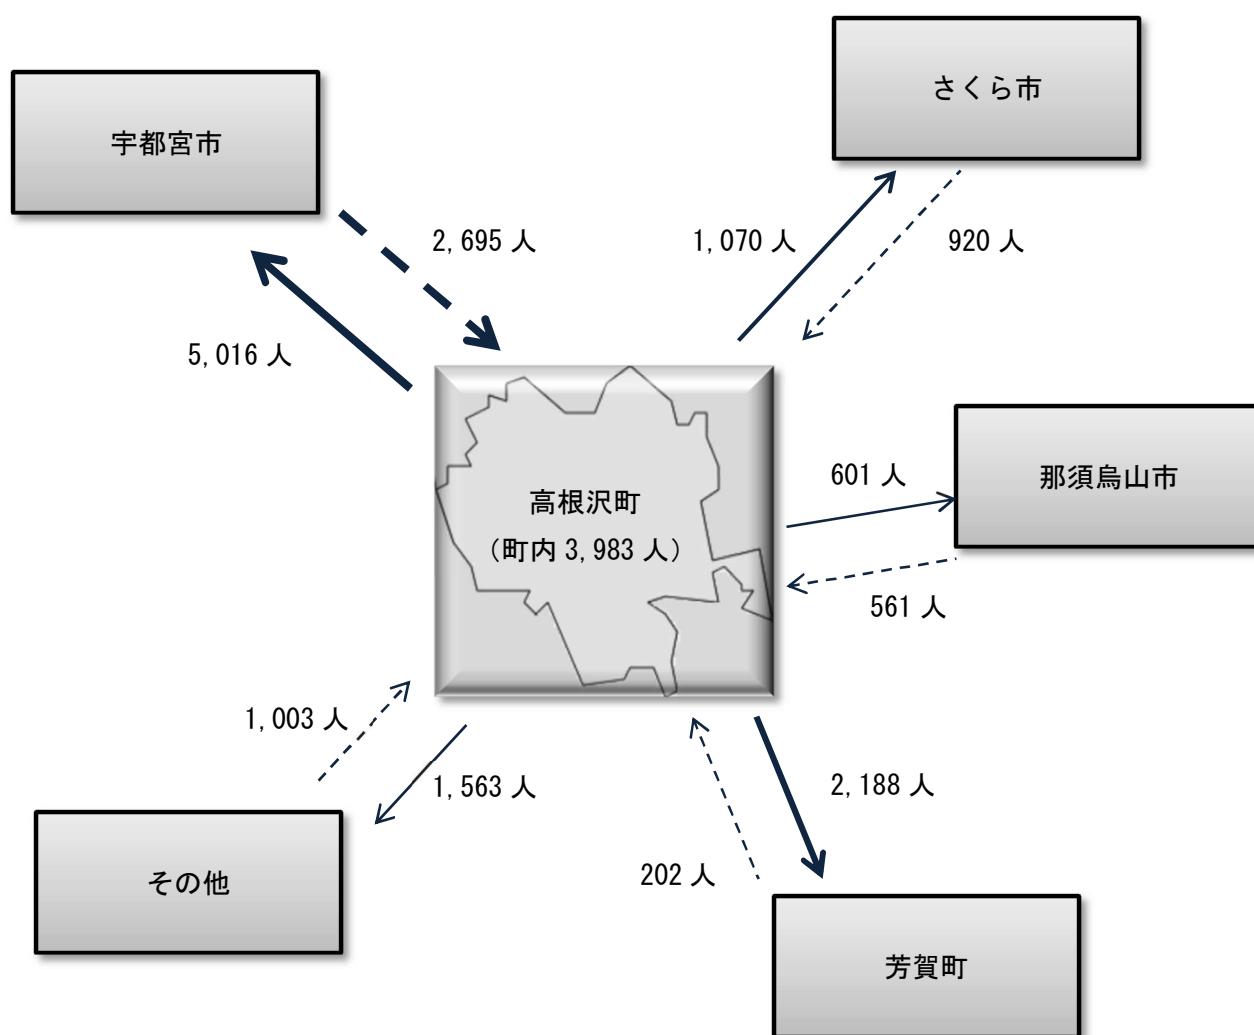 さくら市
宇都宮市
2,695 人
1,070 人
920 人
5,016 人
601 人
那須烏山市
高根沢町
（町内 3,983 人）
561 人
1,003 人
1,563 人
2,188 人
202 人
その他
芳賀町